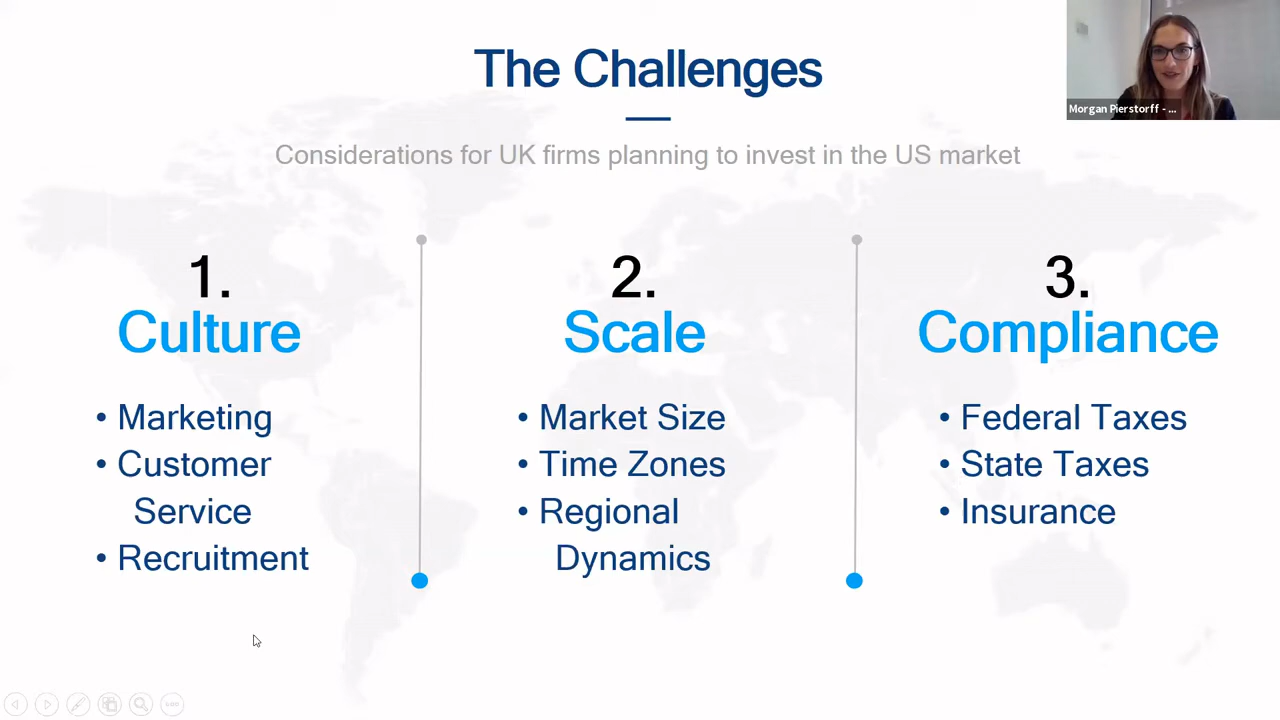 The Challenges
Considerations for UK firms planning to invest in the US market
Morgan Pierstorff - ...
1.
Culture
• Marketing
• Customer
Service
• Recruitment
2.
Scale
• Market Size
• Time Zones
• Regional
Dynamics
3.
Compliance
• Federal Taxes
• State Taxes
• Insurance